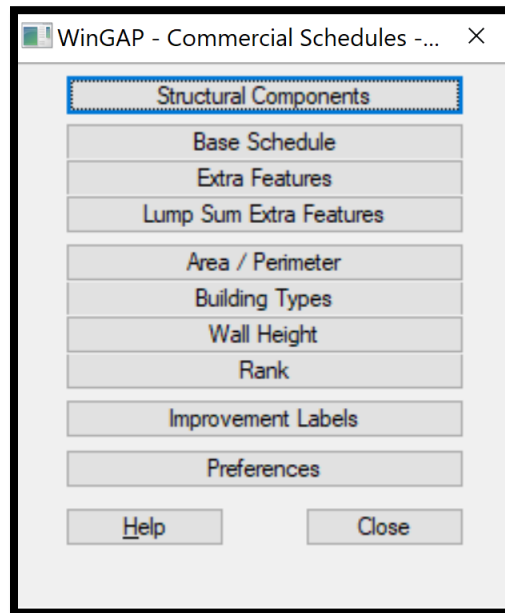 WinGAP - Commercial Schedules -...
Structural Components
Base Schedule
Extra Features
Lump Sum Extra Features
Area / Perimeter
Building Types
Wall Height
Rank
Improvement Labels
Preferences
Help Close